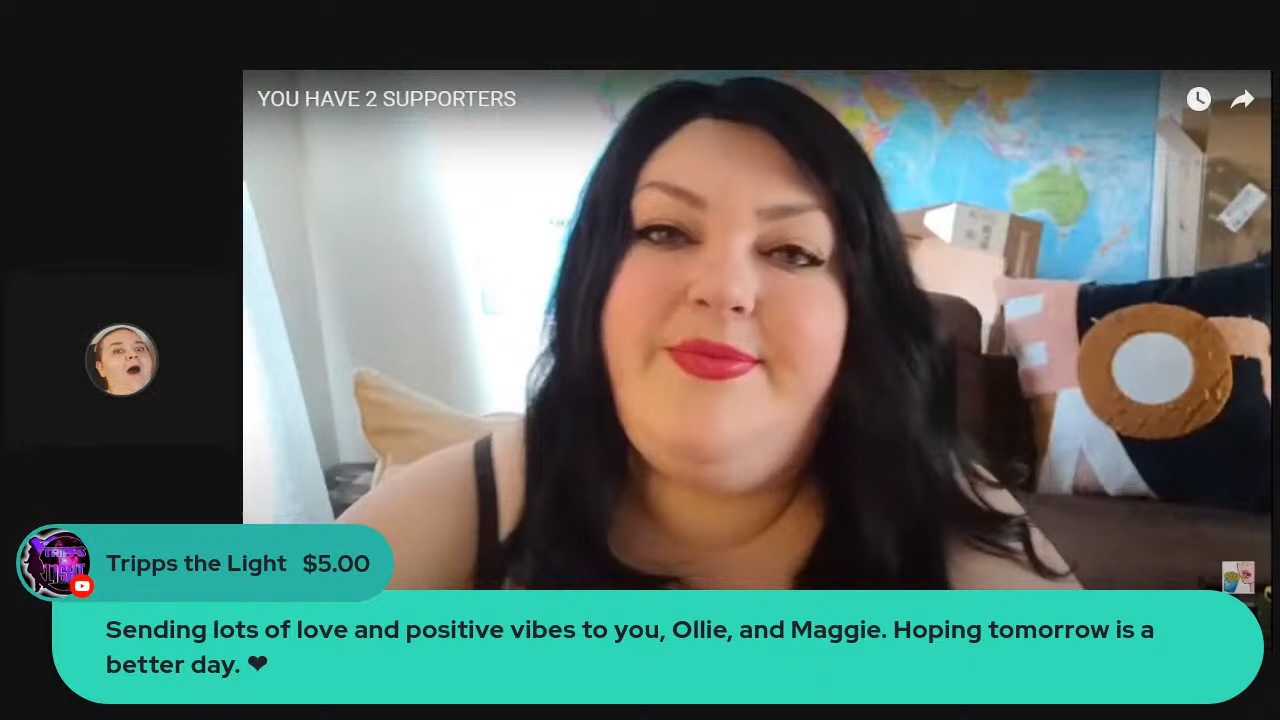 YOU HAVE 2 SUPPORTERS
Tripps the Light $5.00
Sending lots of love and positive vibes to you, Ollie, and Maggie. Hoping tomorrow is a
better day. ❤